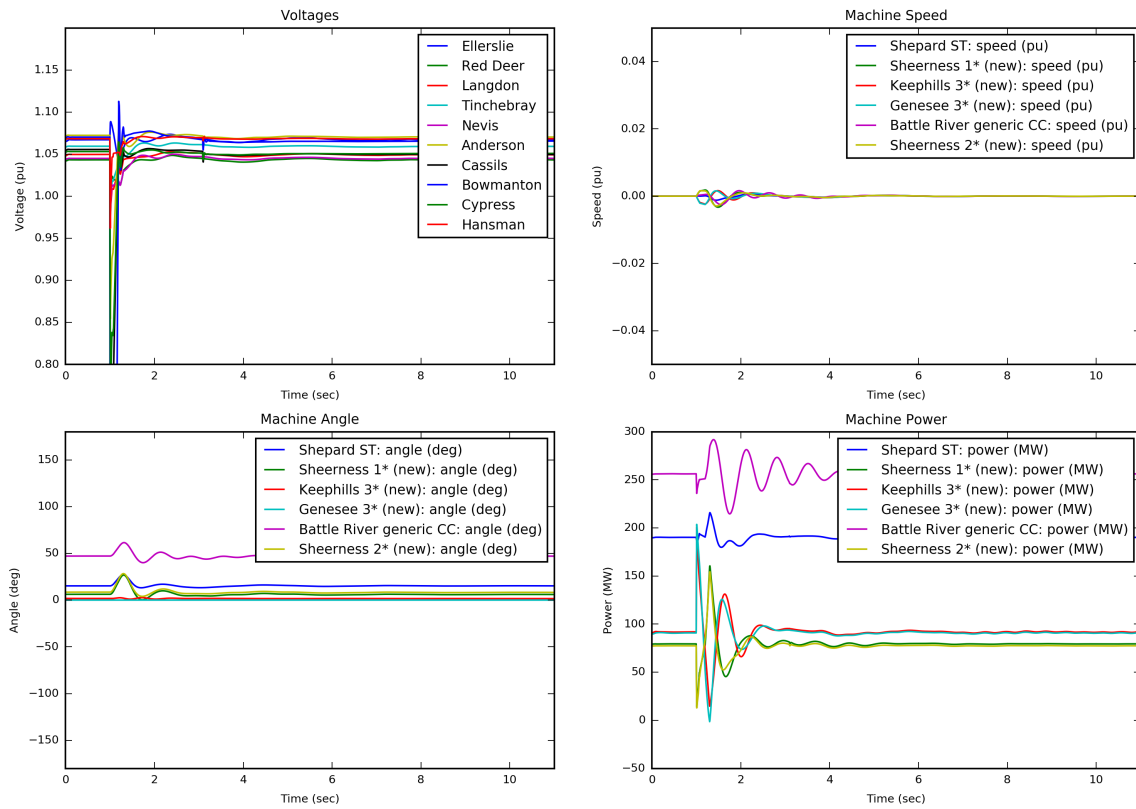 Voltages
1.15
1.10
1.05
1.00
0.95
0.90
0.85
0.80
Voltage (pu)
0
2
4
6
8
10
Time (sec)
Ellerslie
Red Deer
Langdon
Tinchebray
Nevis
Anderson
Cassils
Bowmanton
Cypress
Hansman
Machine Speed
0.04
0.02
0.00
−0.02
−0.04
Speed (pu)
0
2
4
6
8
10
Time (sec)
Shepard ST: speed (pu)
Sheerness 1* (new): speed (pu)
Keephills 3* (new): speed (pu)
Genesee 3* (new): speed (pu)
Battle River generic CC: speed (pu)
Sheerness 2* (new): speed (pu)
Machine Angle
150
100
50
0
−50
−100
−150
Angle (deg)
0
2
4
6
8
10
Time (sec)
Shepard ST: angle (deg)
Sheerness 1* (new): angle (deg)
Keephills 3* (new): angle (deg)
Genesee 3* (new): angle (deg)
Battle River generic CC: angle (deg)
Sheerness 2* (new): angle (deg)
Machine Power
300
250
200
150
100
50
0
−50
Power (MW)
0
2
4
6
8
10
Time (sec)
Shepard ST: power (MW)
Sheerness 1* (new): power (MW)
Keephills 3* (new): power (MW)
Genesee 3* (new): power (MW)
Battle River generic CC: power (MW)
Sheerness 2* (new): power (MW)